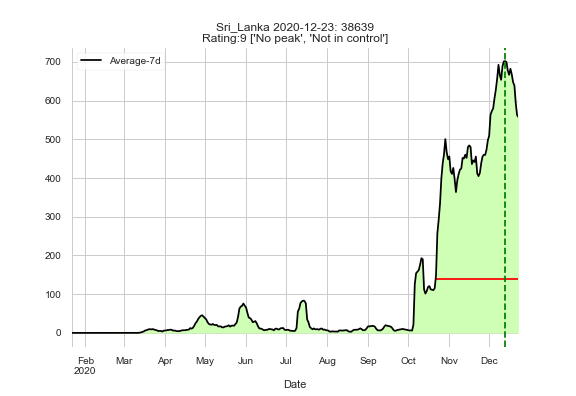 Sri_Lanka 2020-12-23: 38639
Rating:9 ['No peak', 'Not in control']
Average-7d
700
600
500
400
300
200
100
0
Feb Mar Apr May Jun Jul Aug Sep Oct Nov Dec
2020
Date